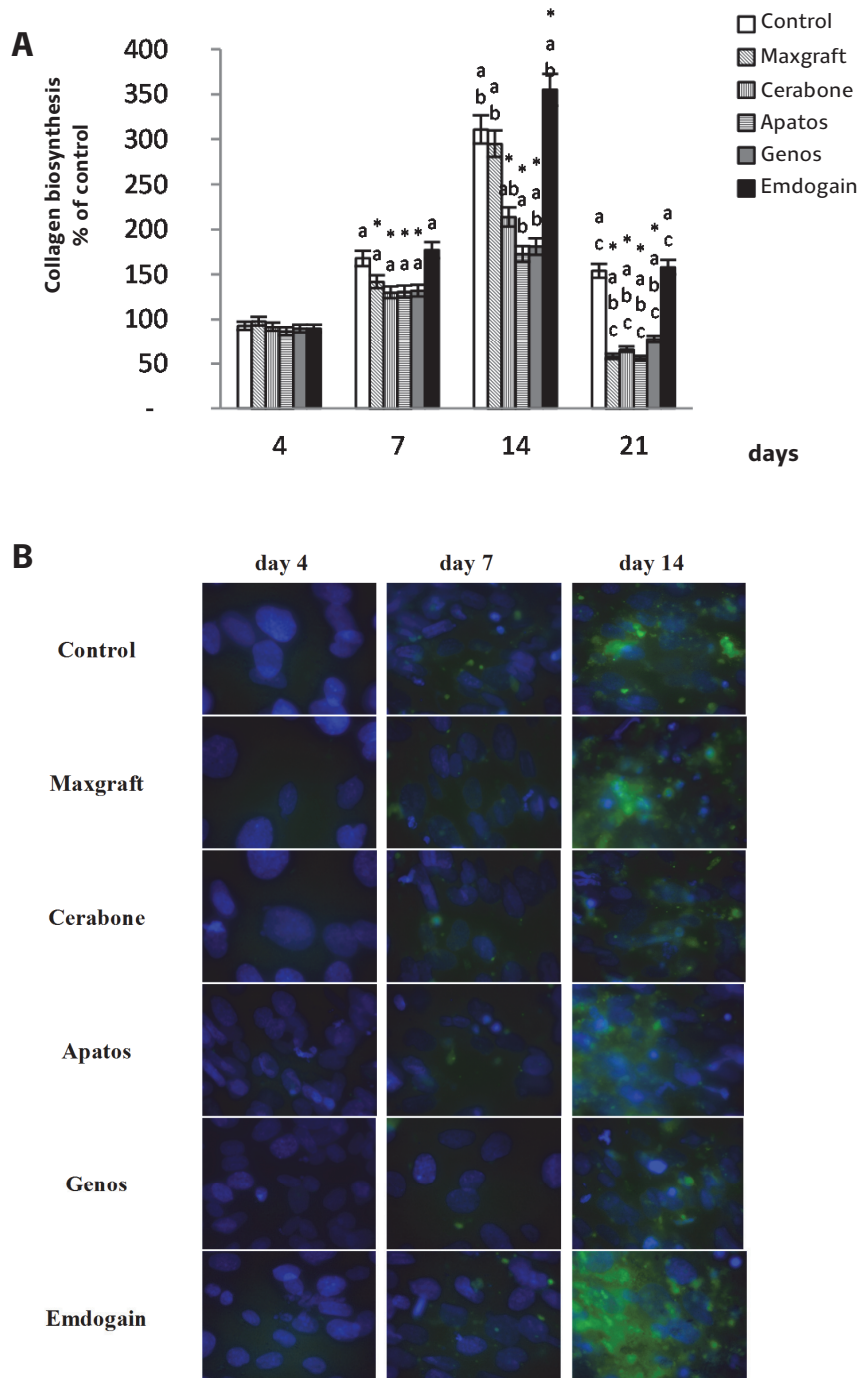 A
Collagen biosynthesis
% of control
400
350
300
250
200
150
100
50
-
a
*
a
*
a
*
a
*
a
a
a
b
a
b
*
ab
*
a
b
*
a
b
*
a
b
a
c
*
a
b
c
*
a
b
c
*
a
b
c
*
a
b
c
a
c
4 7 14 21 days
Control
Maxgraft
Cerabone
Apatos
Genos
Emdogain
B
day 4 day 7 day 14
Control
Maxgraft
Cerabone
Apatos
Genos
Emdogain